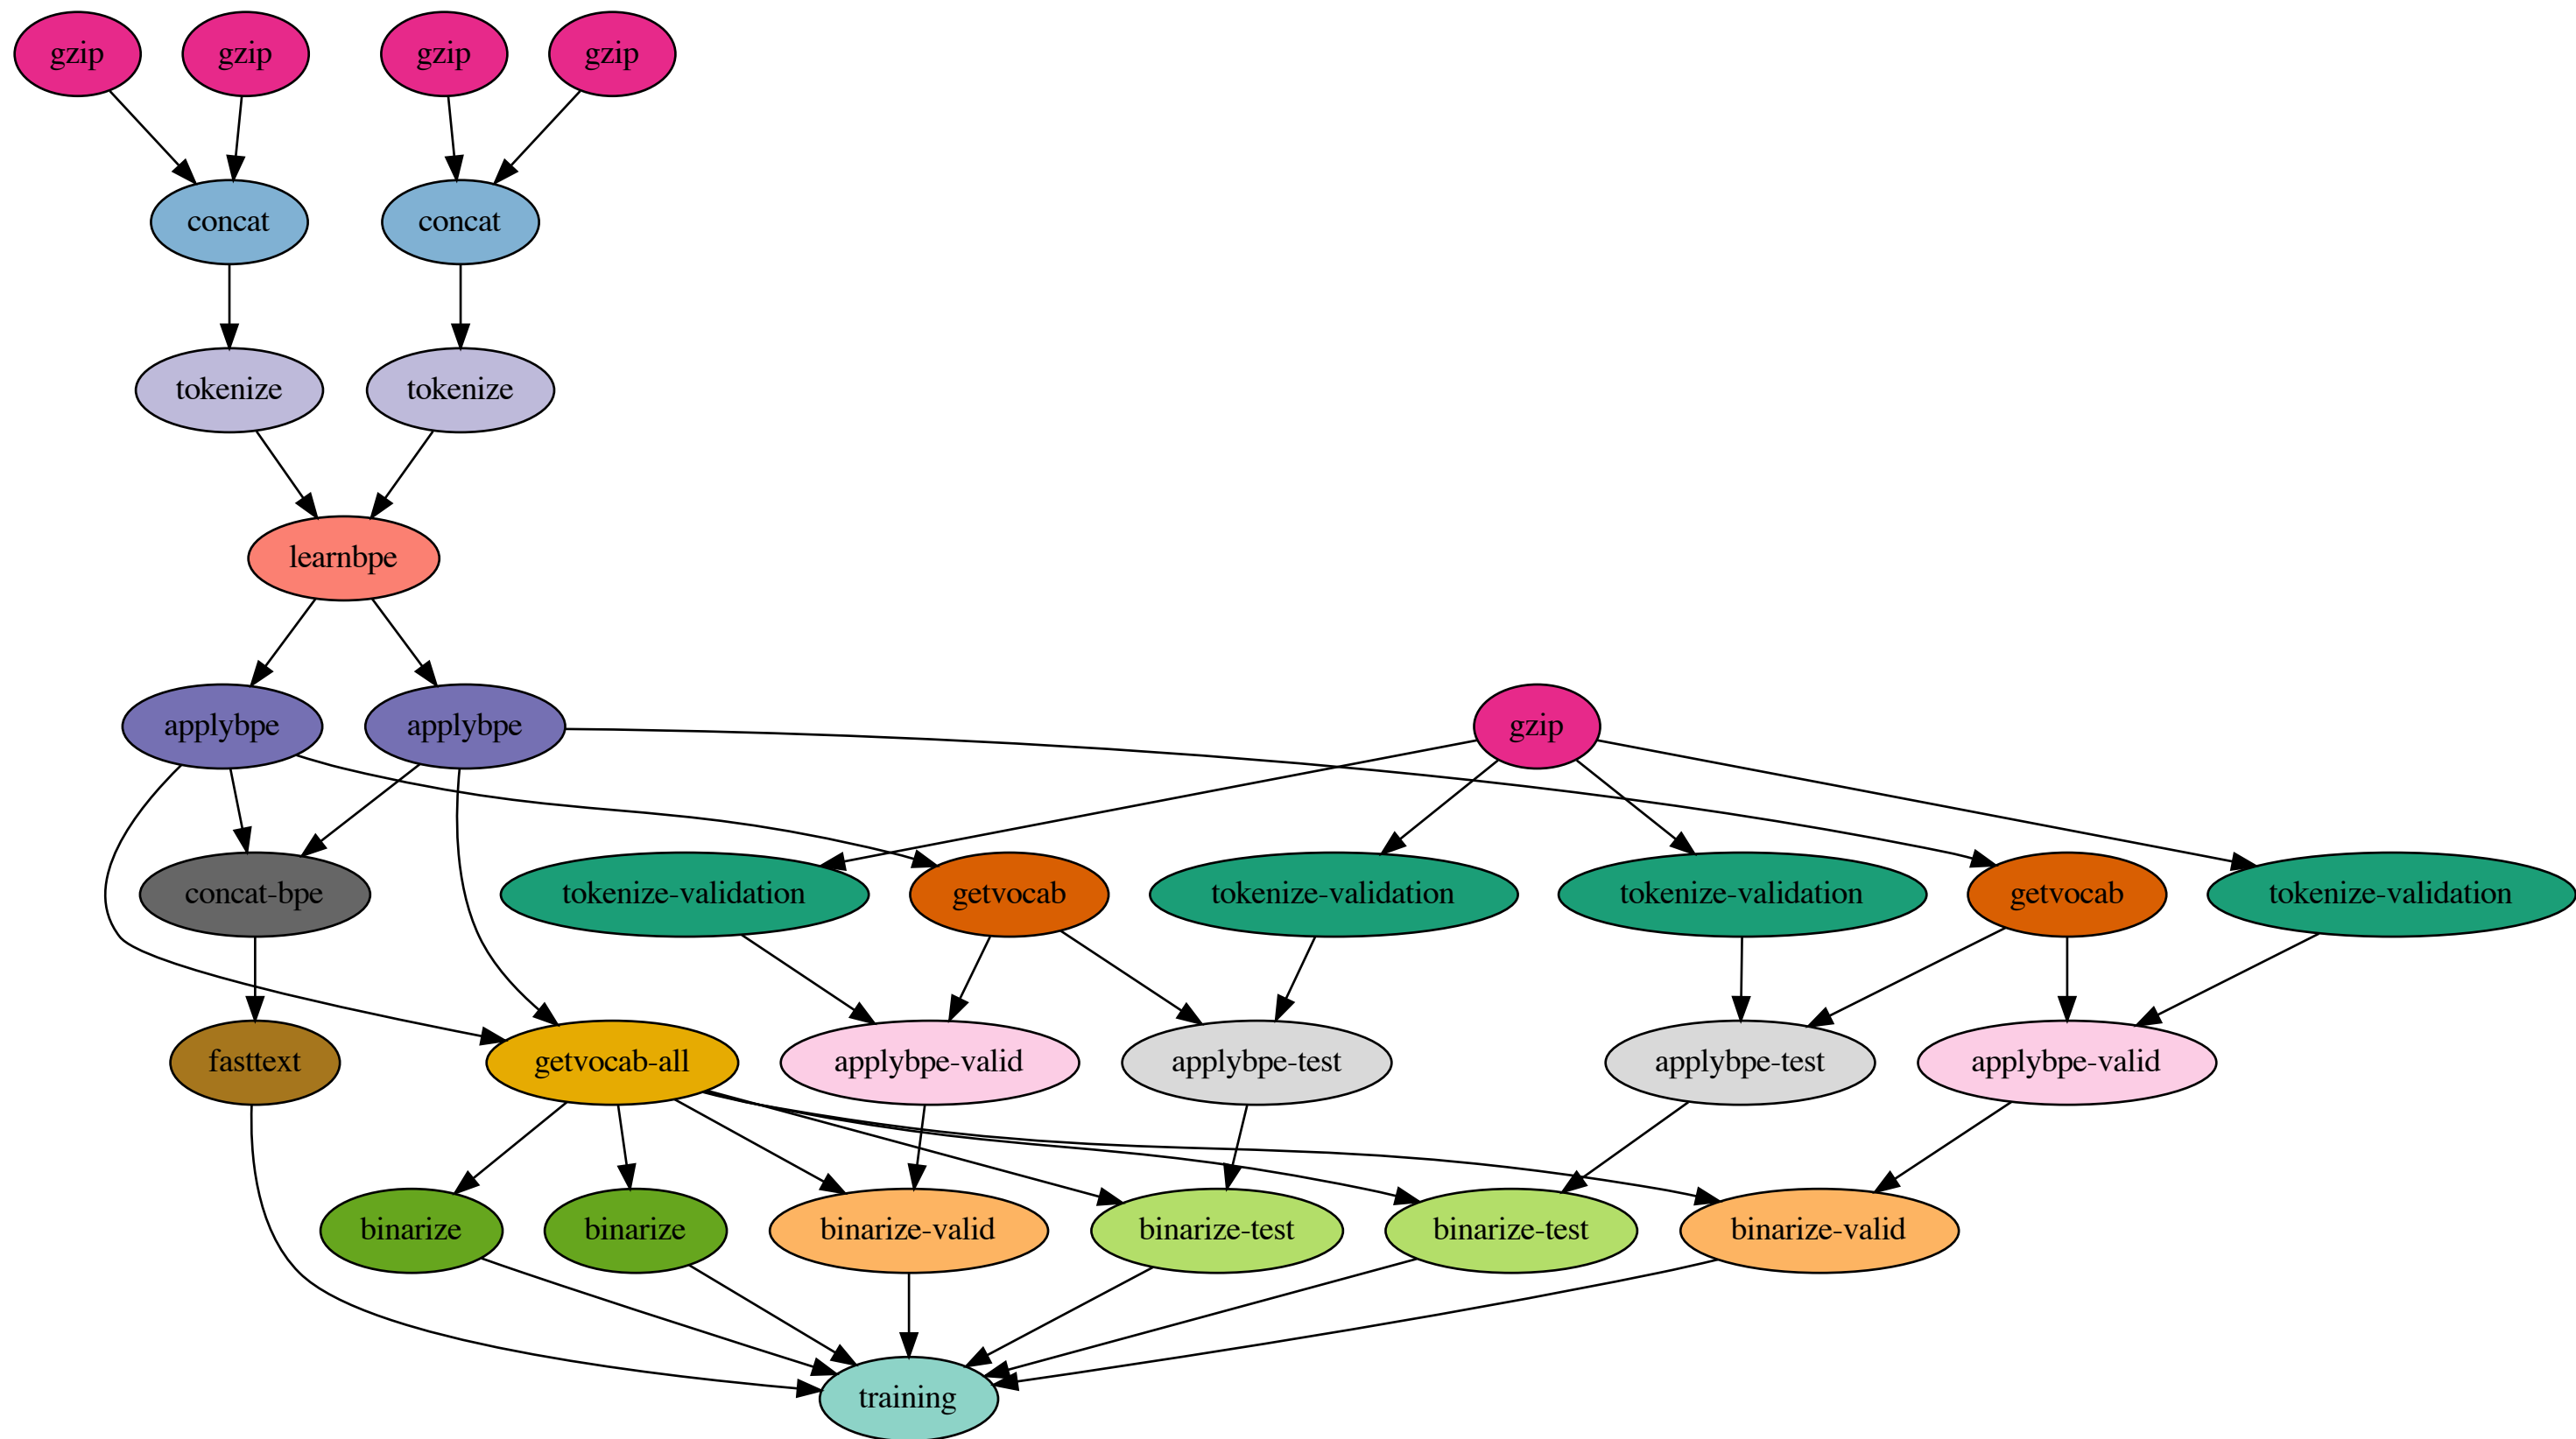 gzip
gzip
gzip
gzip
concat
concat
tokenize
tokenize
learnbpe
applybpe
applybpe
gzip
concat-bpe
tokenize-validation
getvocab
tokenize-validation
tokenize-validation
getvocab
tokenize-validation
fasttext
getvocab-all
applybpe-valid
applybpe-test
applybpe-test
applybpe-valid
binarize
binarize
binarize-valid
binarize-test
binarize-test
binarize-valid
training